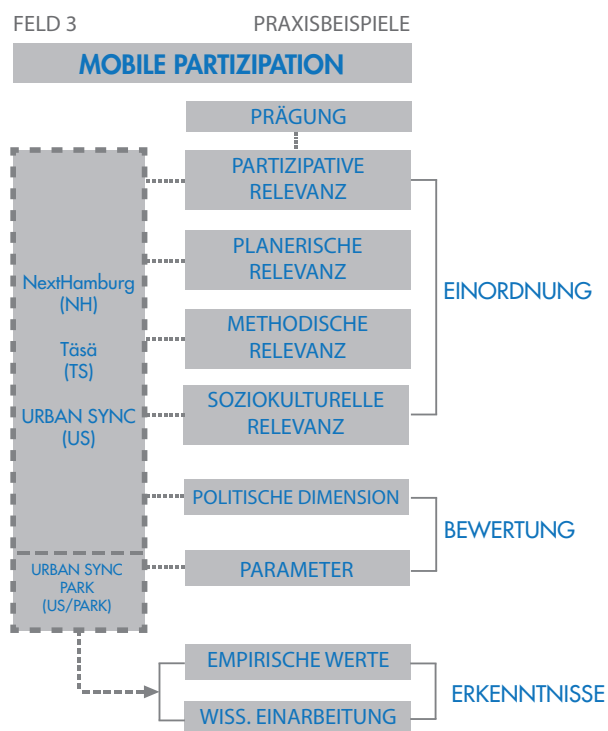 FELD 3
PRAXISBEISPIELE
MOBILE PARTIZIPATION
PRÄGUNG
PARTIZIPATIVE
RELEVANZ
PLANERISCHE
RELEVANZ
METHODISCHE
RELEVANZ
SOZIOKULTURELLE
RELEVANZ
EINORDNUNG
NextHamburg
(NH)
Täsä
(TS)
URBAN SYNC
(US)
POLITISCHE DIMENSION
PARAMETER
BEWERTUNG
URBAN SYNC
PARK
(US/PARK)
EMPIRISCHE WERTE
WISS. EINARBEITUNG
ERKENNTNISSE